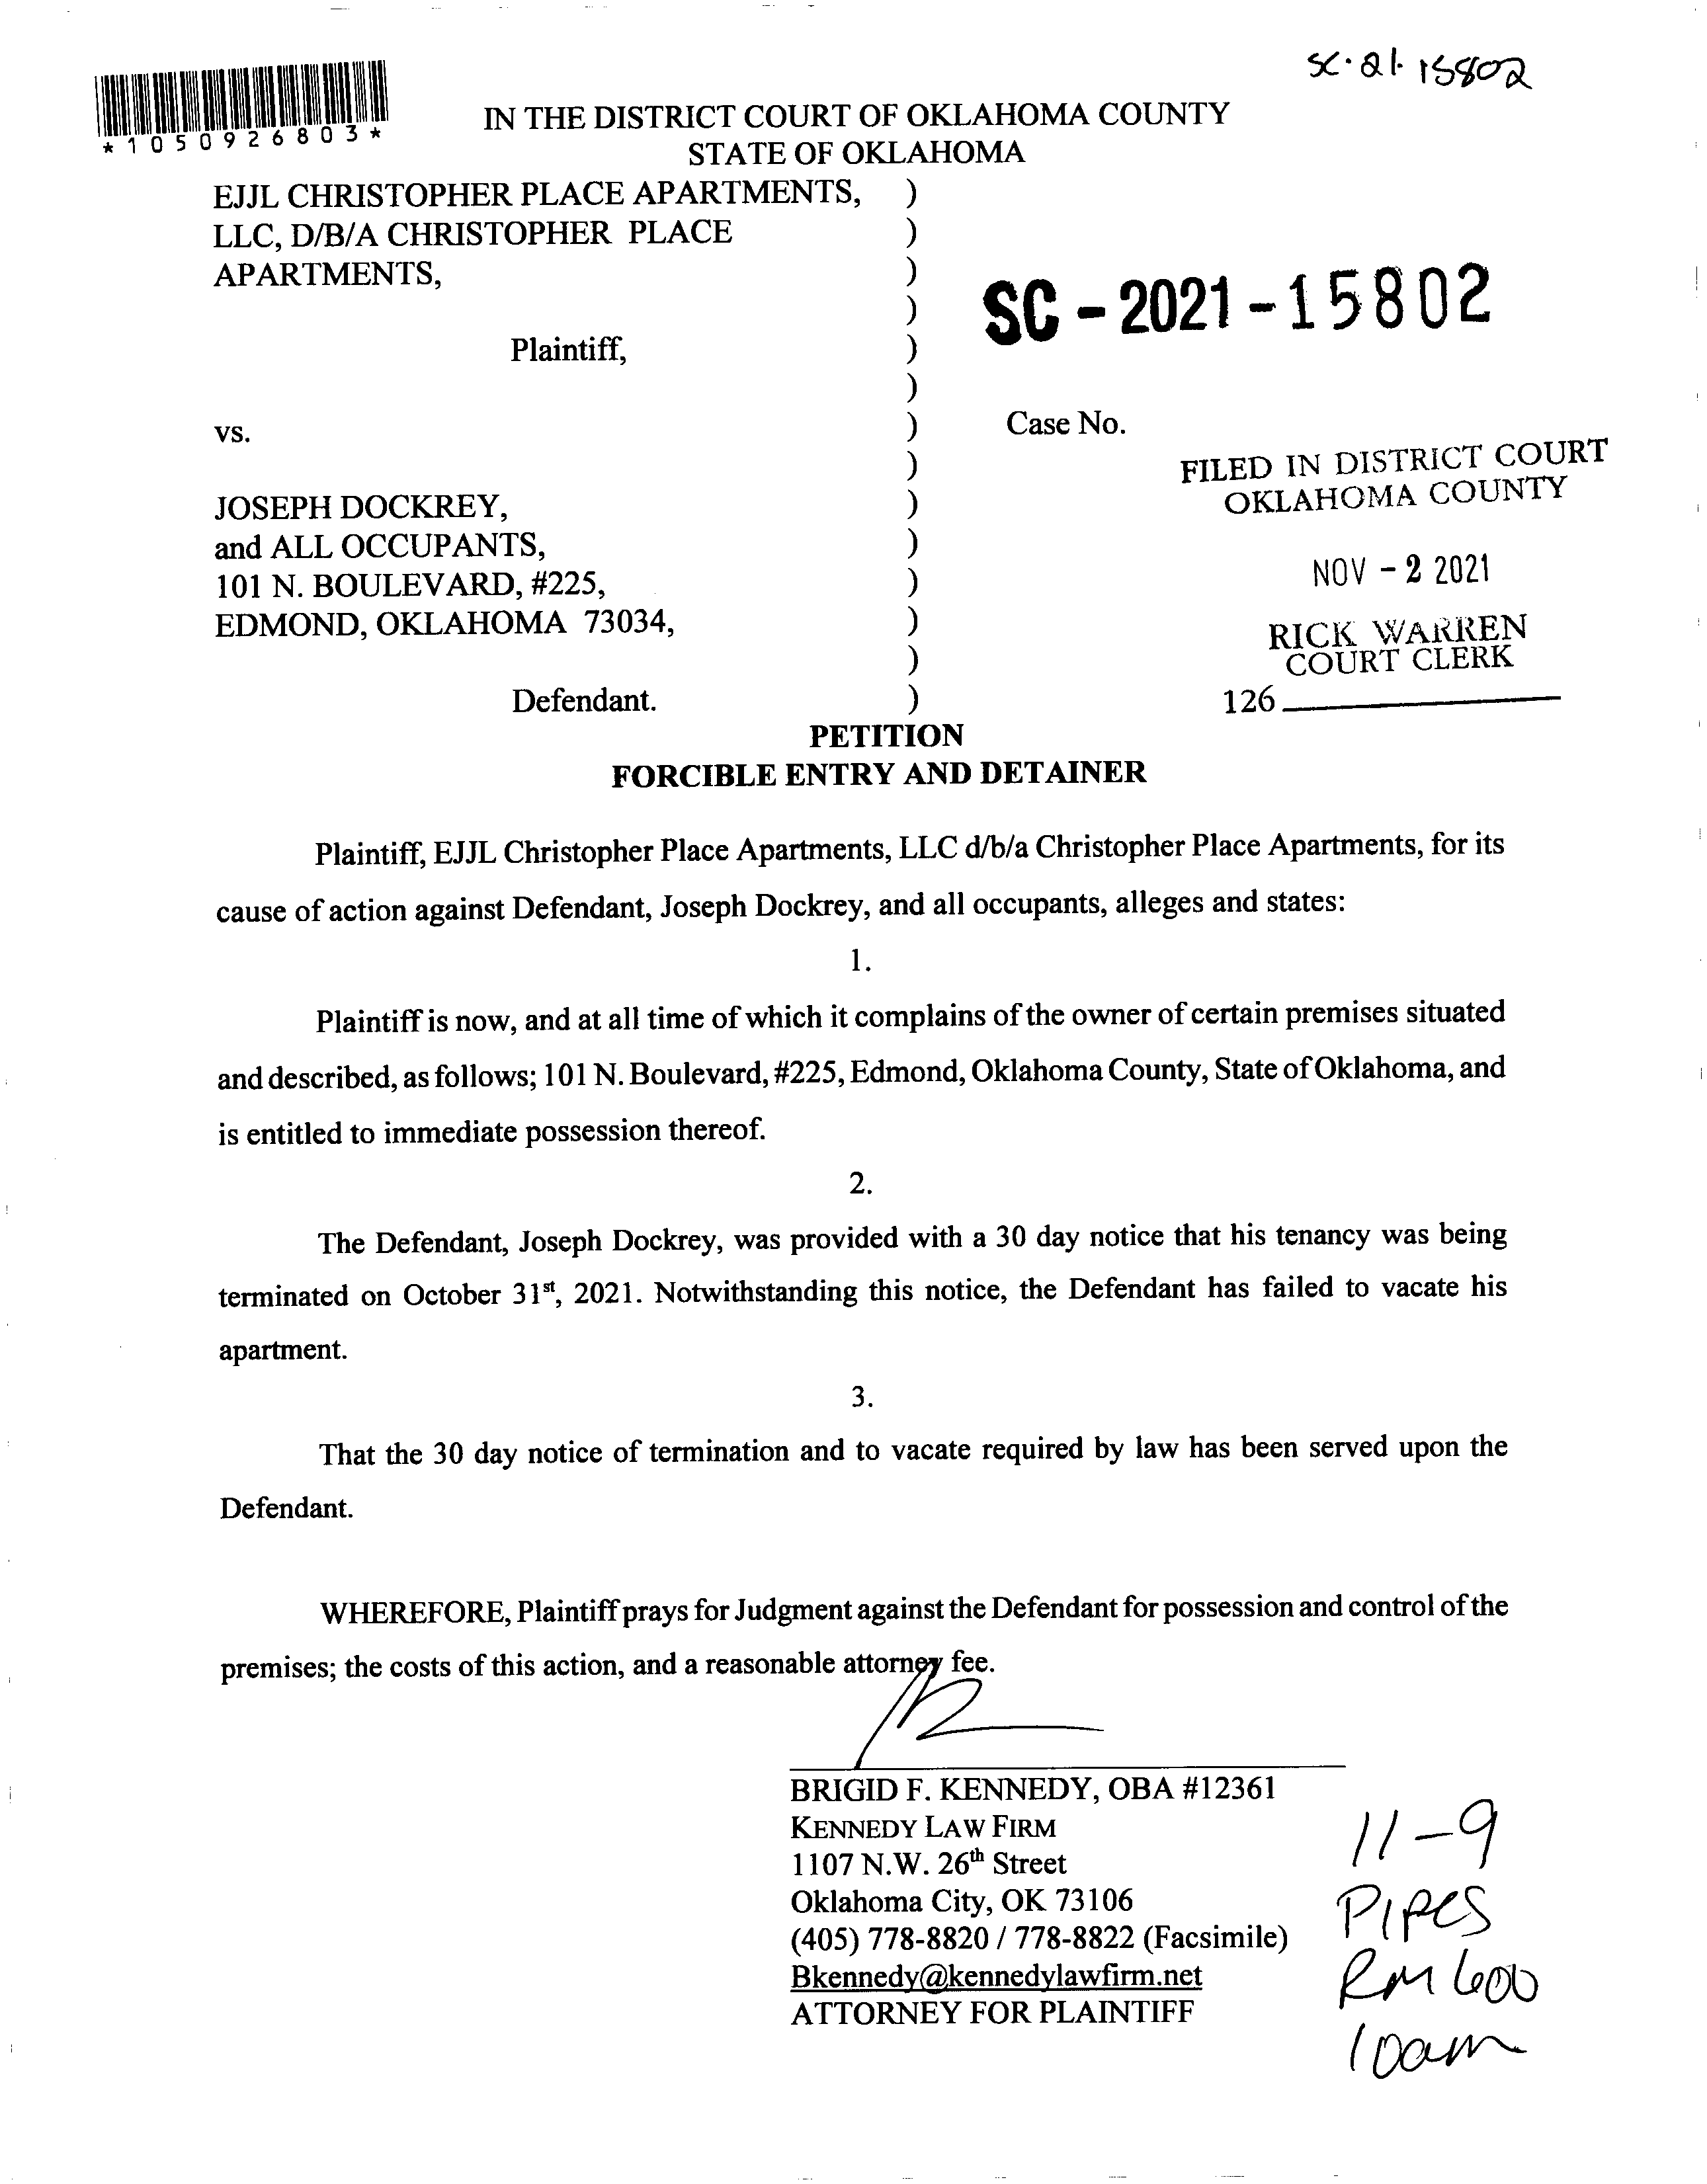 SC·21·15802
*1050926803*
IN THE DISTRICT COURT OF OKLAHOMA COUNTY
STATE OF OKLAHOMA
EJJL CHRISTOPHER PLACE APARTMENTS, )
LLC, D/B/A CHRISTOPHER PLACE )
APARTMENTS, )
)
SC - 2021 - 15802
Plaintiff, )
)
vs. ) Case No.
)
FILED IN DISTRICT COURT
OKLAHOMA COUNTY
JOSEPH DOCKREY, )
and ALL OCCUPANTS, )
NOV - 2 2021
101 N. BOULEVARD, #225, )
EDMOND, OKLAHOMA 73034, )
RICK WARREN
COURT CLERK
)
Defendant. )
126
PETITION
FORCIBLE ENTRY AND DETAINER
Plaintiff, EJJL Christopher Place Apartments, LLC d/b/a Christopher Place Apartments, for its
cause of action against Defendant, Joseph Dockrey, and all occupants, alleges and states:
1.
Plaintiff is now, and at all time of which it complains of the owner of certain premises situated
and described, as follows; 101 N. Boulevard, #225, Edmond, Oklahoma County, State of Oklahoma, and
is entitled to immediate possession thereof.
2.
The Defendant, Joseph Dockrey, was provided with a 30 day notice that his tenancy was being
terminated on October 31st, 2021. Notwithstanding this notice, the Defendant has failed to vacate his
apartment.
3.
That the 30 day notice of termination and to vacate required by law has been served upon the
Defendant.
WHEREFORE, Plaintiff prays for Judgment against the Defendant for possession and control of the
premises; the costs of this action, and a reasonable attorney fee.
BRIGID F. KENNEDY, OBA #12361
KENNEDY LAW FIRM
1107 N.W. 26th Street
Oklahoma City, OK 73106
(405) 778-8820 / 778-8822 (Facsimile)
Bkennedy@kennedylawfirm.net
ATTORNEY FOR PLAINTIFF
11-9
Pipes
RM 600
10am